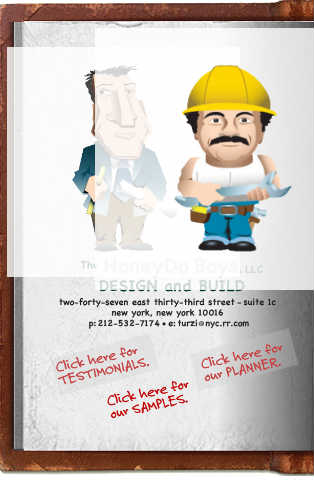 The HoneyDo Boys, LLC
DESIGN and BUILD
two-forty-seven east thirty-third street - suite 1c
new york, new york 10016
p: 212-532-7174 • e: turzi@nyc.rr.com
Click here for
TESTIMONIALS.
Click here for
our PLANNER.
Click here for
our SAMPLES.